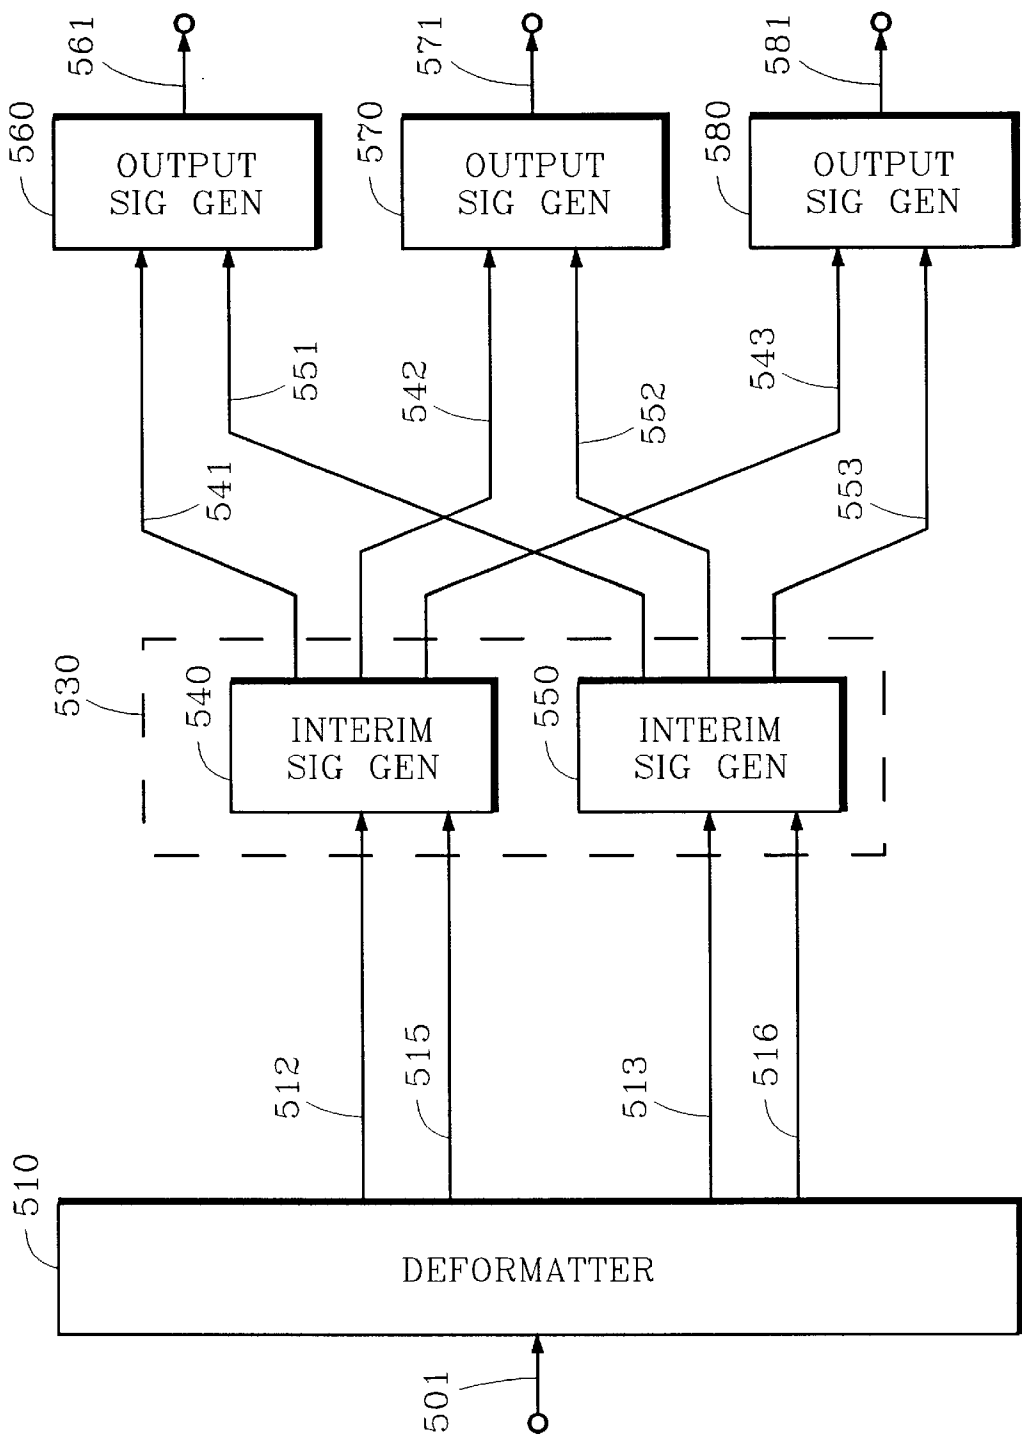 561
560
OUTPUT
SIG GEN
571
570
OUTPUT
SIG GEN
581
580
OUTPUT
SIG GEN
541
551
542
552
543
553
530
540
INTERIM
SIG GEN
550
INTERIM
SIG GEN
512
515
513
516
510
DEFORMATTER
501